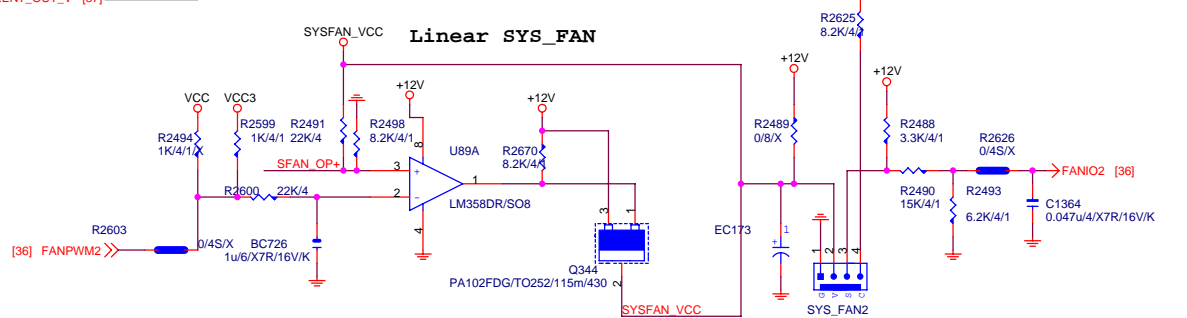 [37]
R2625
8.2K/4/1
SYSFAN_VCC
Linear SYS_FAN
+12V
+12V
+12V
+12V
VCC
VCC3
R2494
1K/4/1/X
R2599
1K/4/1
R2491
22K/4
R2498
8.2K/4/1
8
U89A
R2670
8.2K/4/1
R2489
0/8/X
R2488
3.3K/4/1
R2626
0/4S/X
SFAN_OP+
3
+
1
2
-
LM358DR/SO8
4
FANIO2 [36]
R2600
22K/4
R2490
15K/4/1
R2493
6.2K/4/1
C1364
0.047u/4/X7R/16V/K
R2603
0/4S/X
[36] FANPWM2
BC726
1u/6/X7R/16V/K
3
1
EC173
+
1
1
2
3
4
Q344
PA102FDG/TO252/115m/430
2
G
V
S
C
SYSFAN_VCC
SYS_FAN2